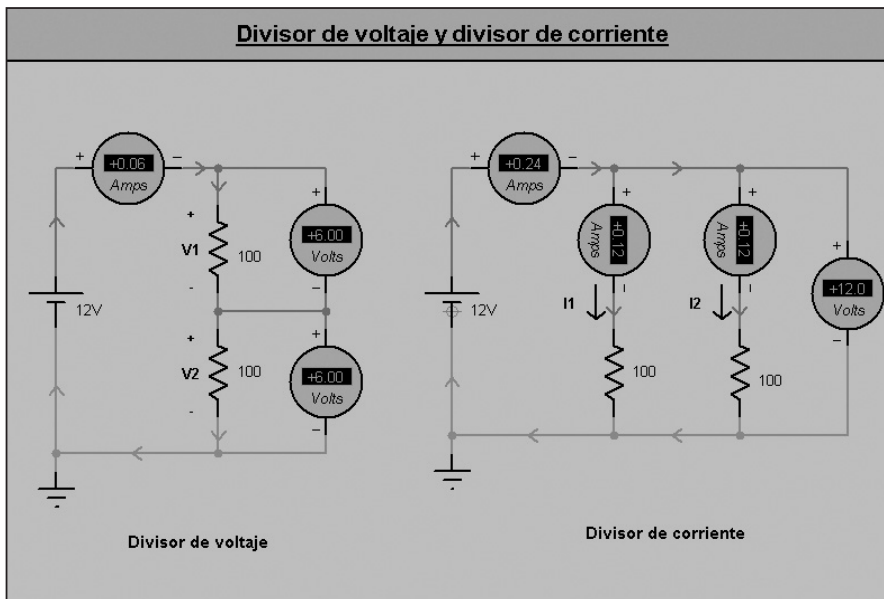 Divisor de voltaje y divisor de corriente
+ +0.06 Amps -
+
V1
-
100
+ +6.00 Volts -
12V
+
V2
-
100
+ +6.00 Volts -
Divisor de voltaje
+ +0.24 Amps -
+ +0.12 Amps -
+ +0.12 Amps -
I1
I2
12V
+ +12.0 Volts -
100
100
Divisor de corriente